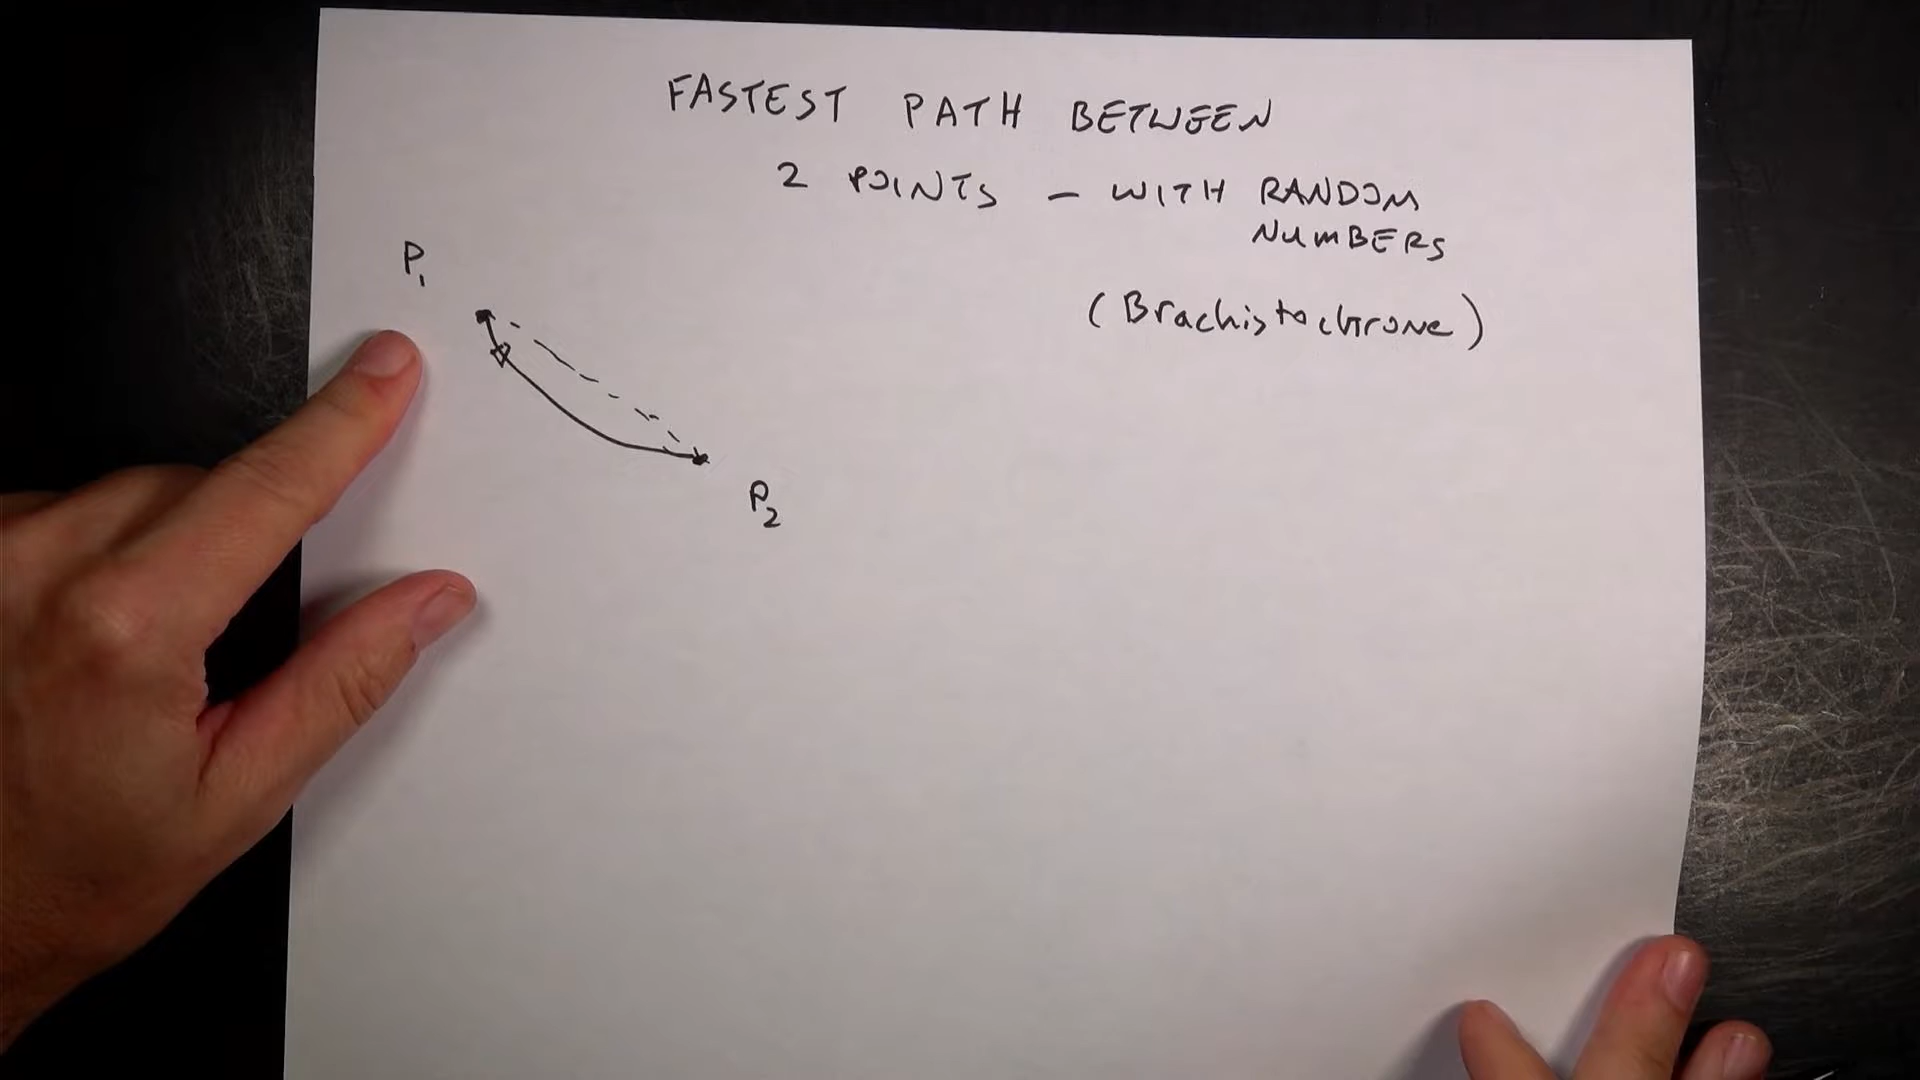 FASTEST PATH BETWEEN
2 POINTS - WITH RANDOM
NUMBERS
P1
(Brachistochrone)
P2